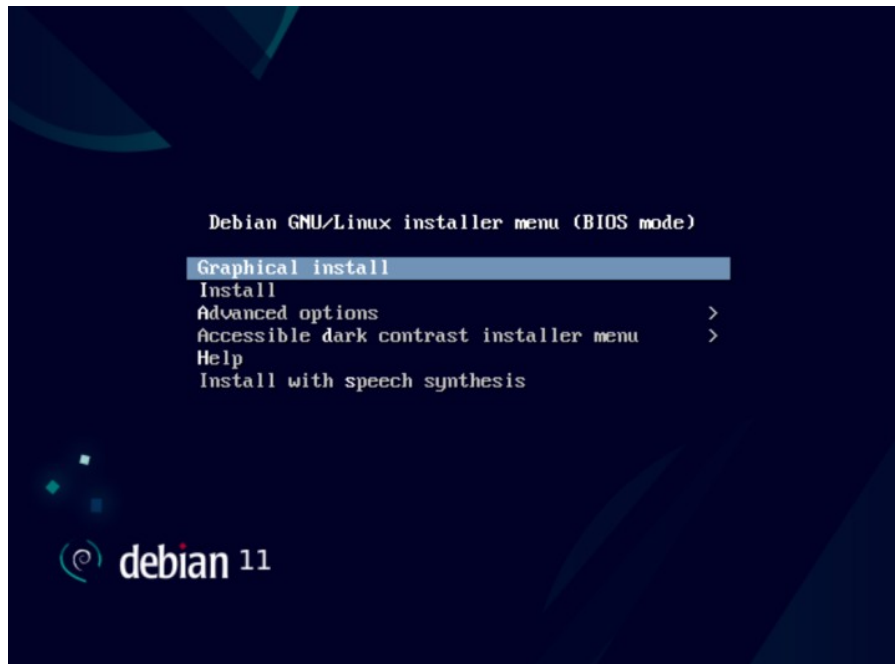 Debian GNU/Linux installer menu (BIOS mode)
Graphical install
Install
Advanced options >
Accessible dark contrast installer menu >
Help
Install with speech synthesis
debian 11